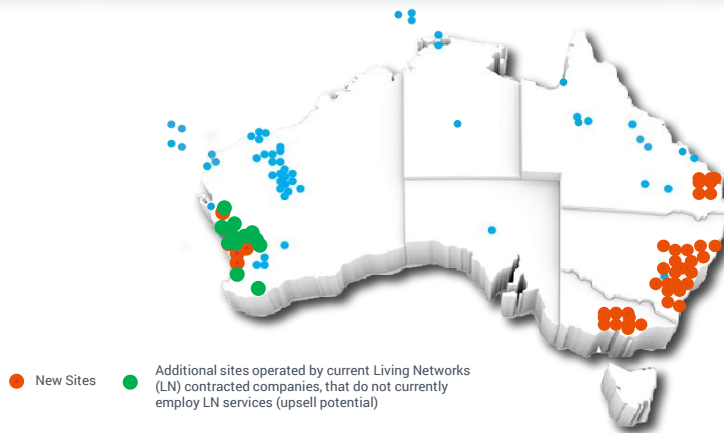 New Sites
Additional sites operated by current Living Networks
(LN) contracted companies, that do not currently
employ LN services (upsell potential)